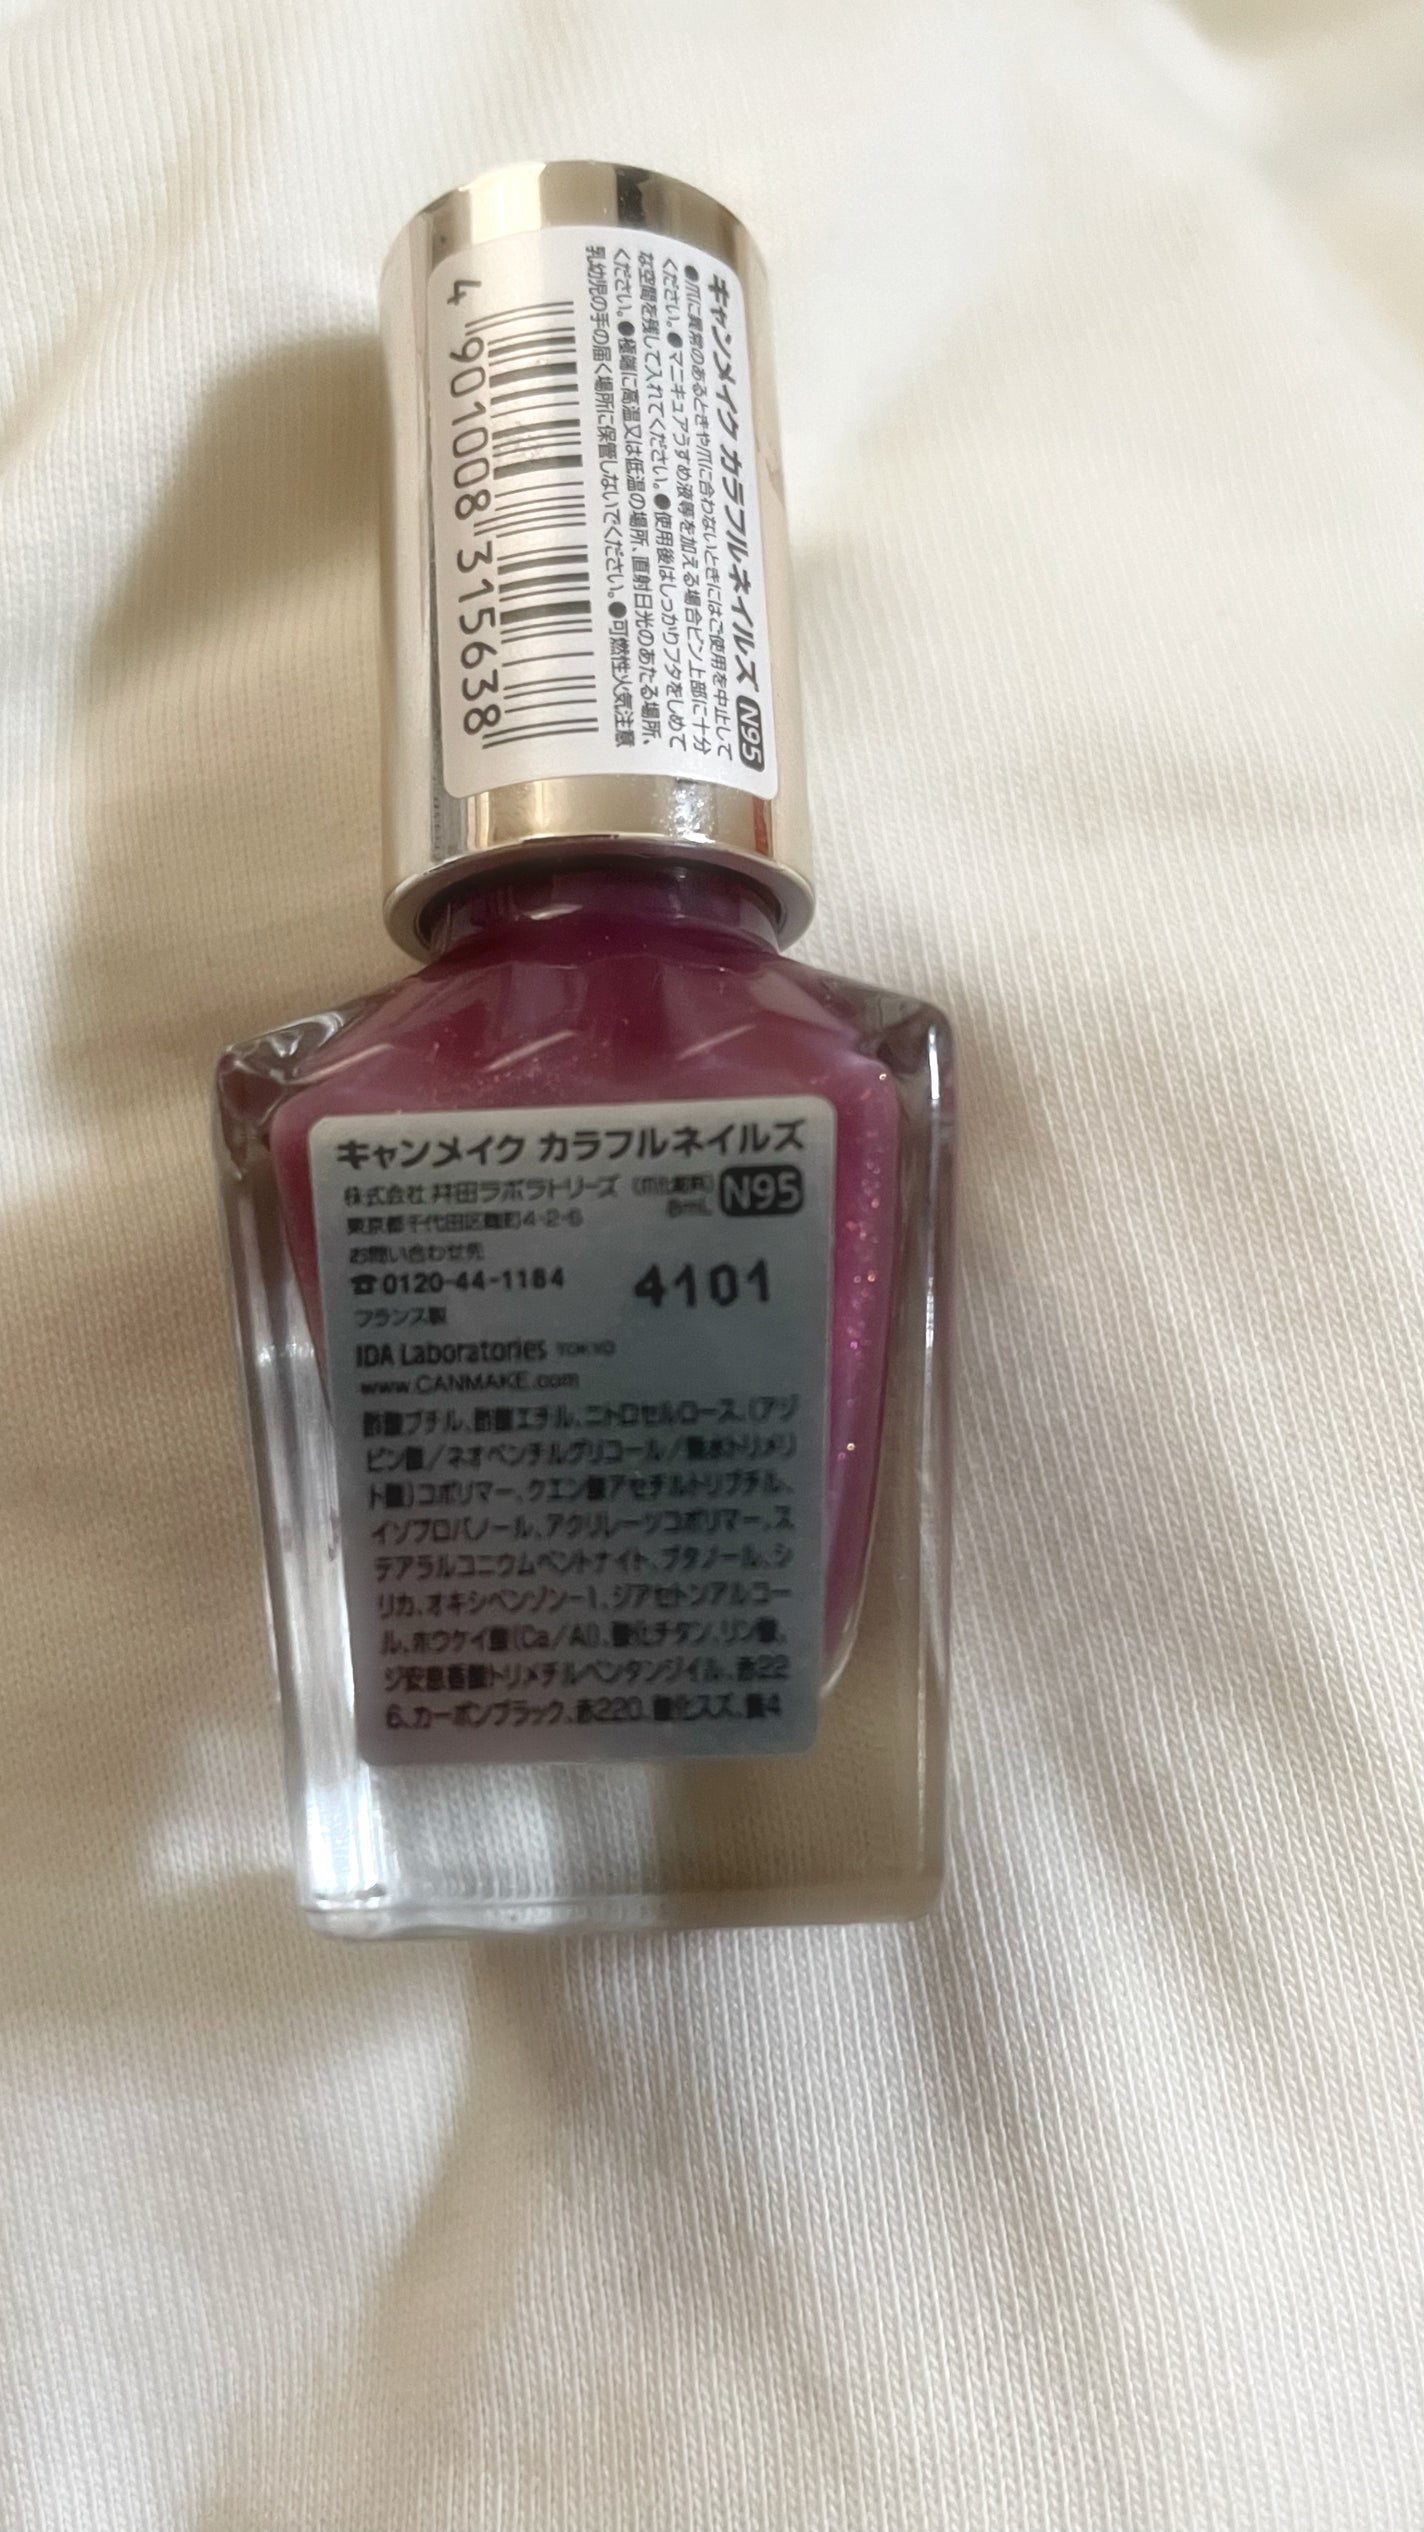 キャンメイク カラフルネイルズ N95
●爪に異常のあるときや爪に合わないときにはご使用を中止して
ください。●マニキュアうすめ液等を加える場合ビン上部に十分
な空間を残して入れてください。●使用後はしっかりフタをしめて
ください。●極端に高温又は低温の場所、直射日光のあたる場所、
乳幼児の手の届く場所に保管しないでください。●可燃性火気注意
4 901008 315638
キャンメイク カラフルネイルズ
株式会社 井田ラボラトリーズ (爪化粧料)
東京都千代田区麹町4-2-6 8mL N95
お問い合わせ先
☎0120-44-1184 4101
フランス製
IDA Laboratories TOKYO
www.CANMAKE.com
酢酸ブチル、酢酸エチル、ニトロセルロース、(アジ
ピン酸/ネオペンチルグリコール/無水トリメリ
ト酸)コポリマー、クエン酸アセチルトリブチル、
イソプロパノール、アクリレーツコポリマー、ス
テアラルコニウムベントナイト、ブタノール、シ
リカ、オキシベンゾン-1、ジアセトンアルコー
ル、ホウケイ酸(Ca/Al)、酸化チタン、リン酸、
ジ安息香酸トリメチルペンタンジイル、赤22
6、カーボンブラック、赤220、酸化スズ、黄4